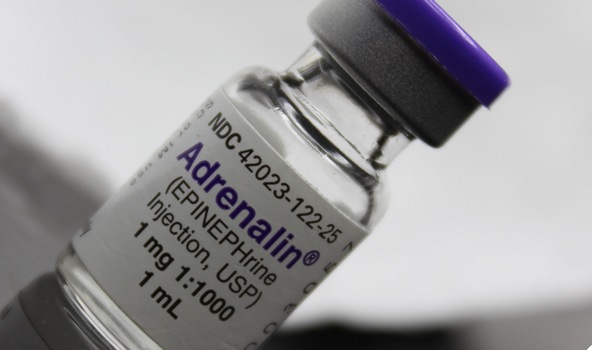 NDC 42023-122-25
Adrenalin®
(EPINEPHrine
Injection, USP)
1 mg 1:1000
1 mL